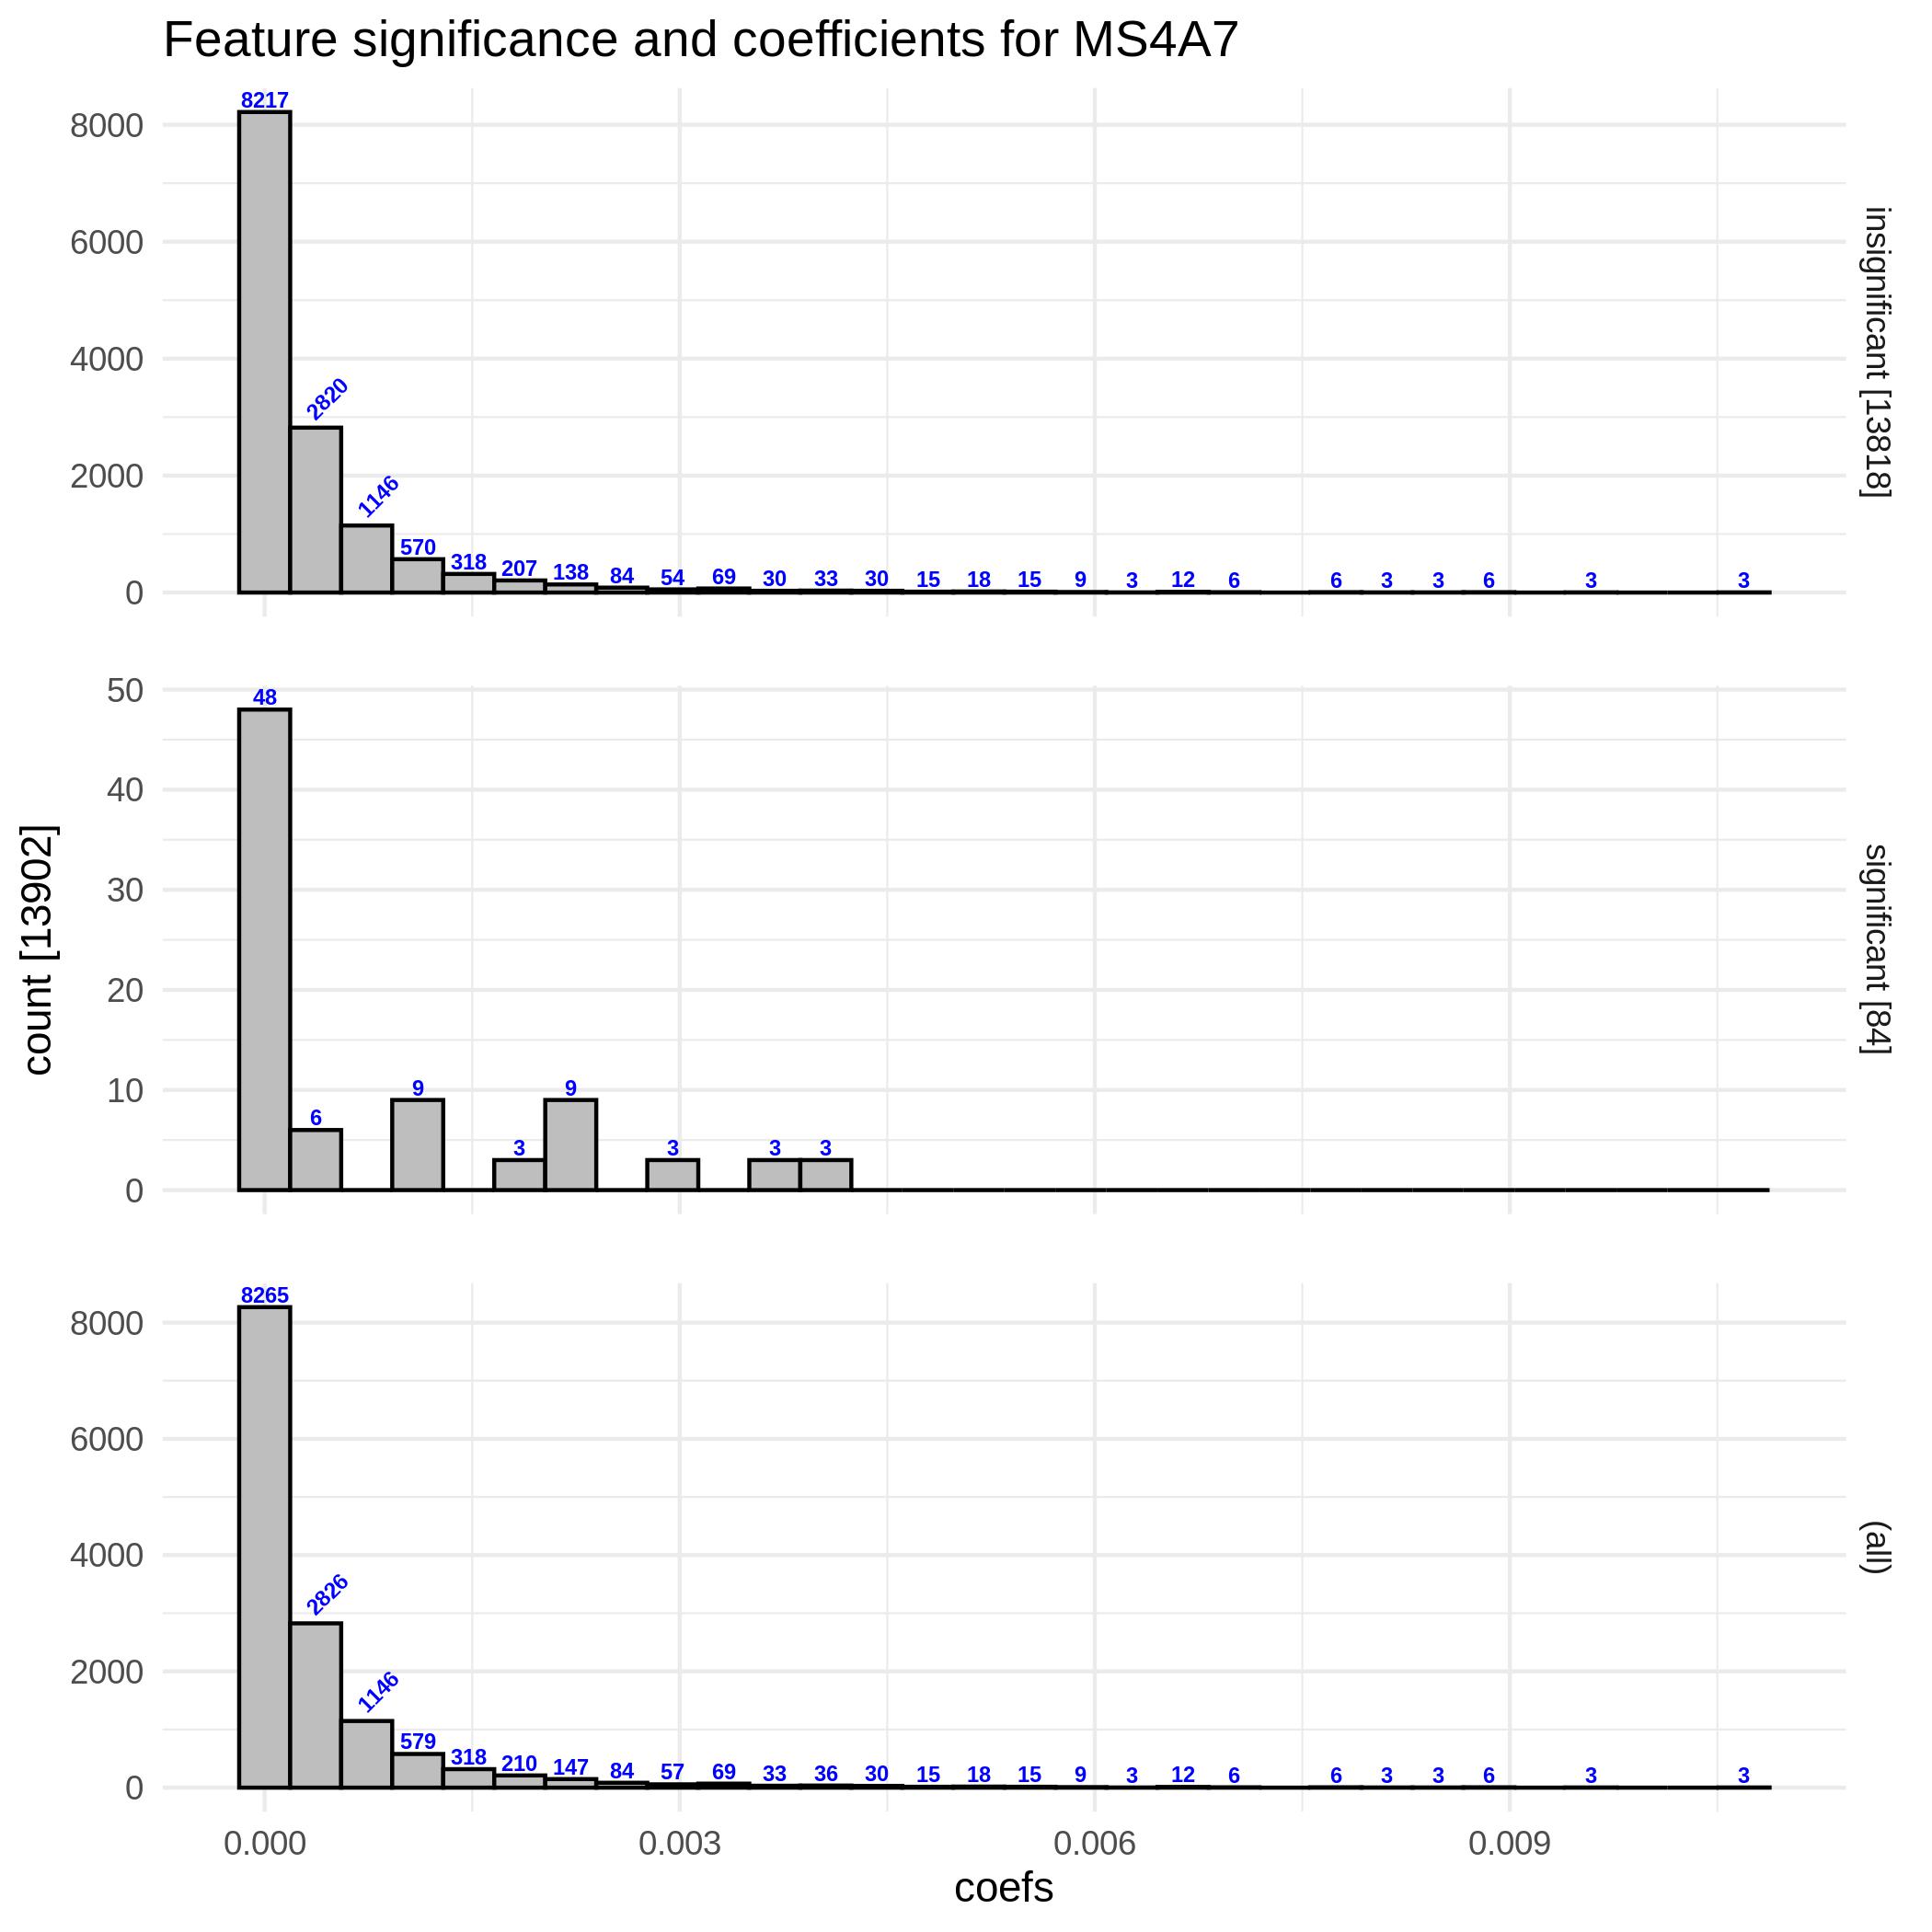 Feature significance and coefficients for MS4A7
8217
8000
6000
4000
2820
2000
1146
570 318 207 138 84 54 69 30 33 30 15 18 15 9 3 12 6 6 3 3 6 3 3
0
insignificant [13818]
50
48
40
30
20
10
9 9
6
3 3 3 3
0
significant [84]
count [13902]
8265
8000
6000
4000
2826
2000
1146
579 318 210 147 84 57 69 33 36 30 15 18 15 9 3 12 6 6 3 3 6 3 3
0
(all)
0.000 0.003 0.006 0.009
coefs